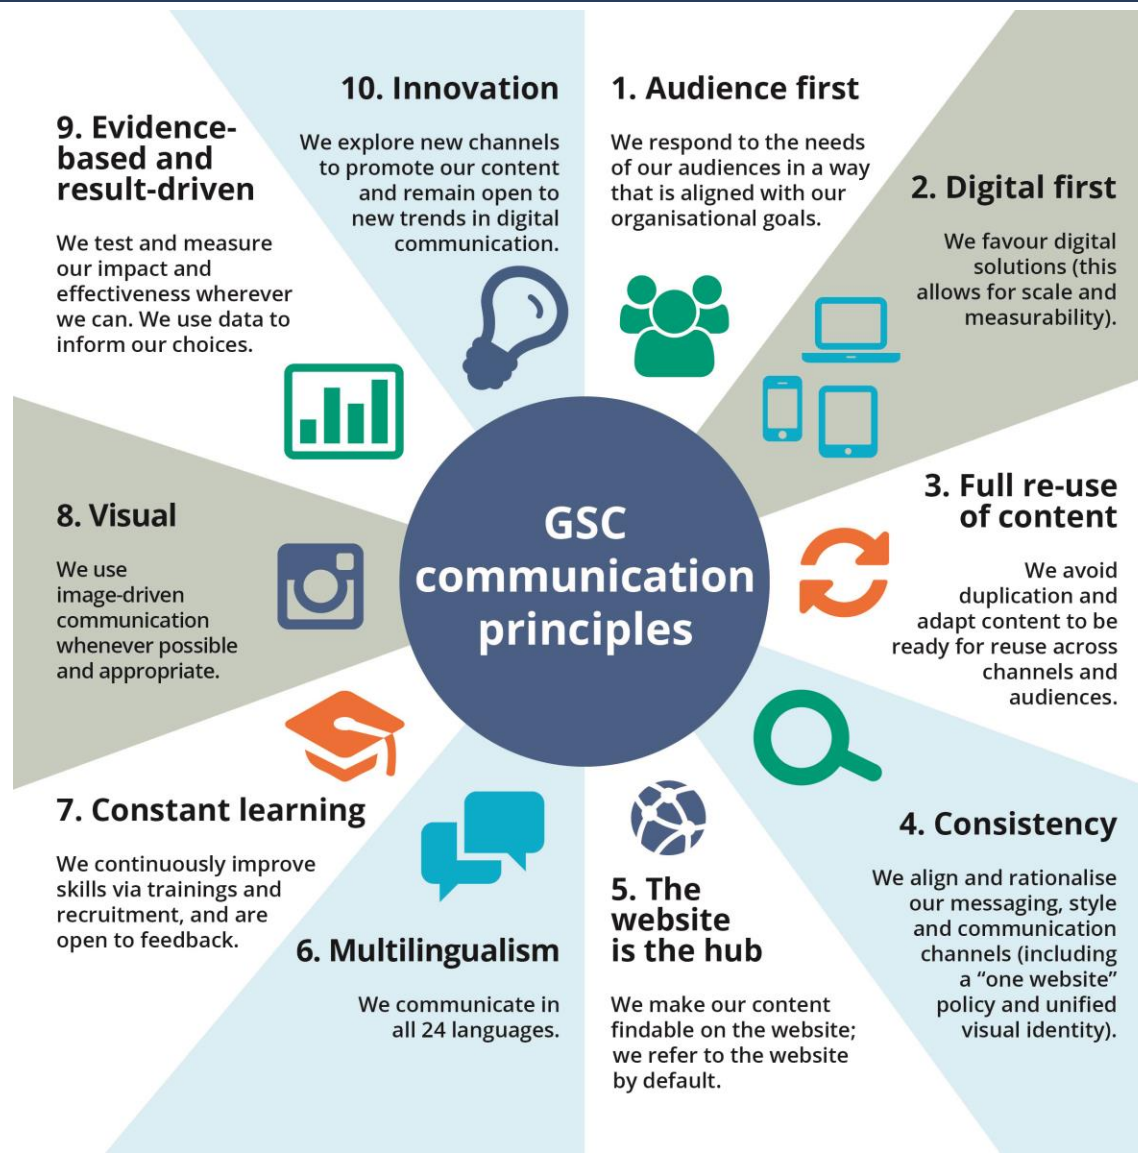 GSC
communication
principles
1. Audience first
We respond to the needs
of our audiences in a way
that is aligned with our
organisational goals.
2. Digital first
We favour digital
solutions (this
allows for scale and
measurability).
3. Full re-use
of content
We avoid
duplication and
adapt content to be
ready for reuse across
channels and
audiences.
4. Consistency
We align and rationalise
our messaging, style
and communication
channels (including
a “one website”
policy and unified
visual identity).
5. The
website
is the hub
We make our content
findable on the website;
we refer to the website
by default.
6. Multilingualism
We communicate in
all 24 languages.
7. Constant learning
We continuously improve
skills via trainings and
recruitment, and are
open to feedback.
8. Visual
We use
image-driven
communication
whenever possible
and appropriate.
9. Evidence-
based and
result-driven
We test and measure
our impact and
effectiveness wherever
we can. We use data to
inform our choices.
10. Innovation
We explore new channels
to promote our content
and remain open to
new trends in digital
communication.